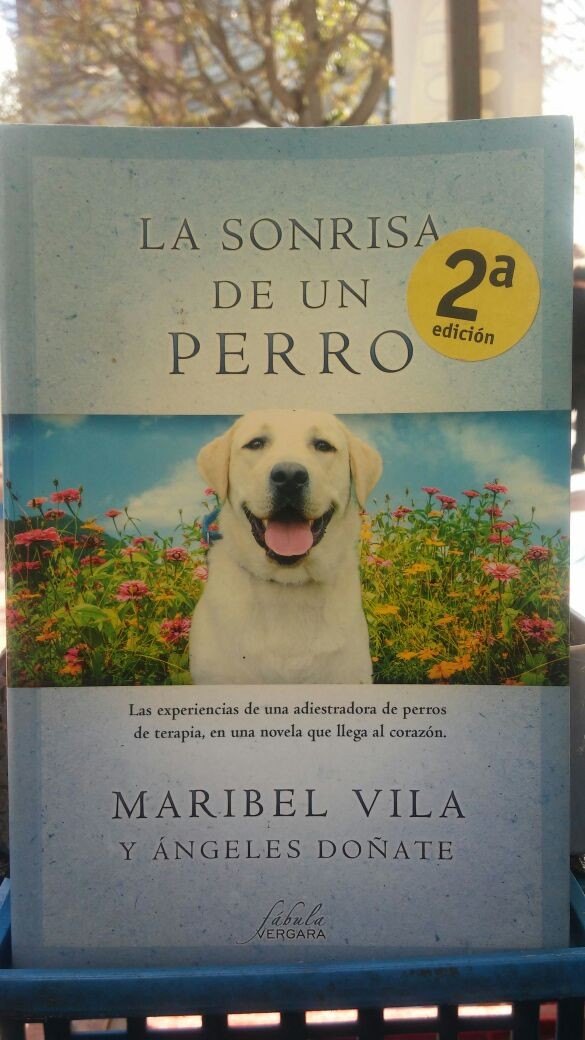 LA SONRISA
DE UN
PERRO
2ª
edición
Las experiencias de una adiestradora de perros
de terapia, en una novela que llega al corazón.
MARIBEL VILA
Y ÁNGELES DOÑATE
fábula
VERGARA